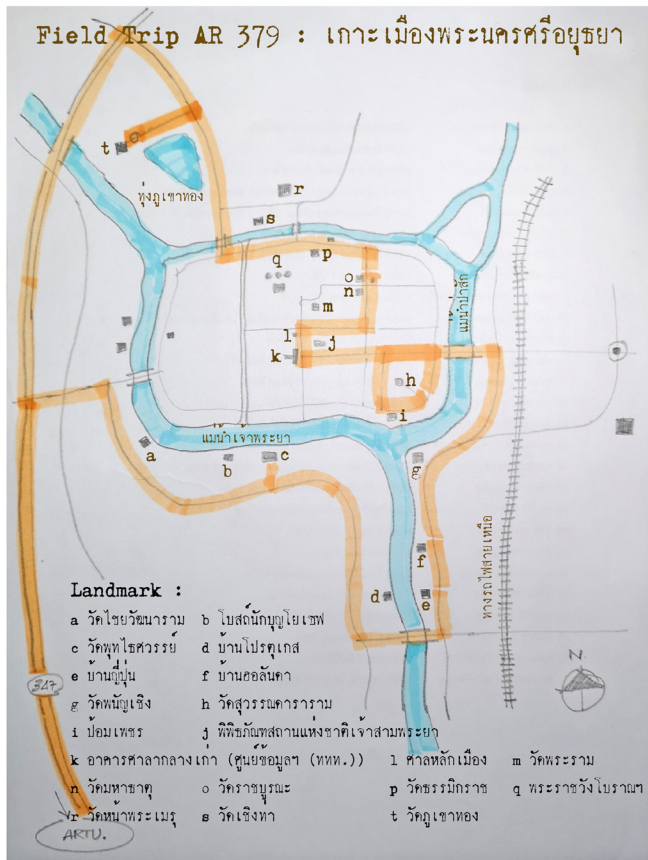 Field Trip AR 379 : เกาะเมืองพระนครศรีอยุธยา
t
ทุ่งภูเขาทอง
r
s
q
p
o
n
แม่น้ำป่าสัก
m
l
j
k
h
i
แม่น้ำเจ้าพระยา
a
b
c
g
ทางรถไฟสายเหนือ
f
d
e
N.
347
ARTU.
Landmark :
a วัดไชยวัฒนาราม b โบสถ์นักบุญโยเซฟ
c วัดพุทไธศวรรย์ d บ้านโปรตุเกส
e บ้านญี่ปุ่น f บ้านฮอลันดา
g วัดพนัญเชิง h วัดสุวรรณดาราราม
i ป้อมเพชร j พิพิธภัณฑสถานแห่งชาติเจ้าสามพระยา
k อาคารศาลากลางเก่า (ศูนย์ข้อมูลฯ (ททท.)) l ศาลหลักเมือง m วัดพระราม
n วัดมหาธาตุ o วัดราชบูรณะ p วัดธรรมิกราช q พระราชวังโบราณฯ
r วัดหน้าพระเมรุ s วัดเชิงท่า t วัดภูเขาทอง